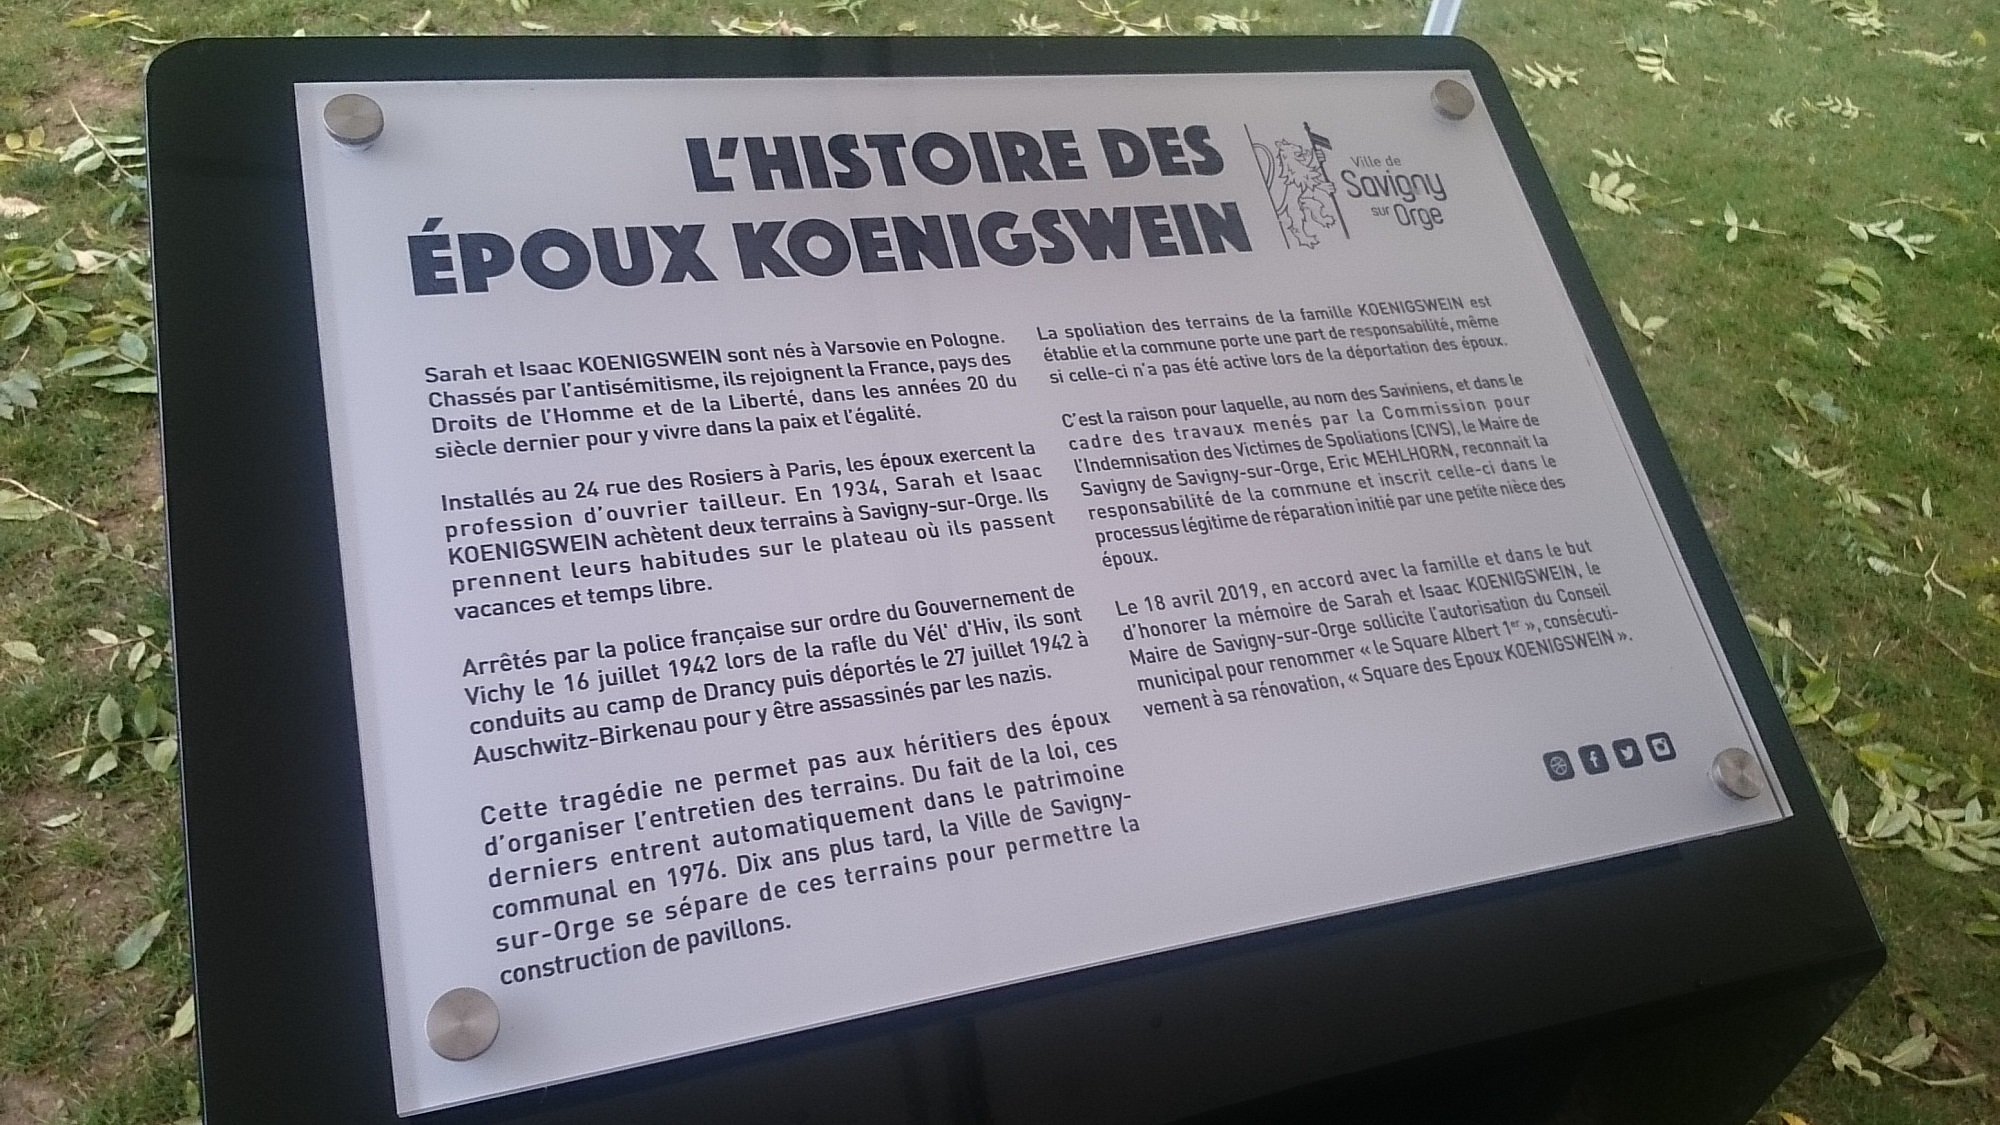 L'HISTOIRE DES
ÉPOUX KOENIGSWEIN
Ville de
Savigny
sur Orge
Sarah et Isaac KOENIGSWEIN sont nés à Varsovie en Pologne.
Chassés par l'antisémitisme, ils rejoignent la France, pays des
Droits de l'Homme et de la Liberté, dans les années 20 du
siècle dernier pour y vivre dans la paix et l'égalité.
Installés au 24 rue des Rosiers à Paris, les époux exercent la
profession d'ouvrier tailleur. En 1934, Sarah et Isaac
KOENIGSWEIN achètent deux terrains à Savigny-sur-Orge. Ils
prennent leurs habitudes sur le plateau où ils passent
vacances et temps libre.
Arrêtés par la police française sur ordre du Gouvernement de
Vichy le 16 juillet 1942 lors de la rafle du Vél' d'Hiv, ils sont
conduits au camp de Drancy puis déportés le 27 juillet 1942 à
Auschwitz-Birkenau pour y être assassinés par les nazis.
Cette tragédie ne permet pas aux héritiers des époux
d'organiser l'entretien des terrains. Du fait de la loi, ces
derniers entrent automatiquement dans le patrimoine
communal en 1976. Dix ans plus tard, la Ville de Savigny-
sur-Orge se sépare de ces terrains pour permettre la
construction de pavillons.
La spoliation des terrains de la famille KOENIGSWEIN est
établie et la commune porte une part de responsabilité, même
si celle-ci n'a pas été active lors de la déportation des époux.
C'est la raison pour laquelle, au nom des Saviniens, et dans le
cadre des travaux menés par la Commission pour
l'Indemnisation des Victimes de Spoliations (CIVS), le Maire de
Savigny de Savigny-sur-Orge, Eric MEHLHORN, reconnait la
responsabilité de la commune et inscrit celle-ci dans le
processus légitime de réparation initié par une petite nièce des
époux.
Le 18 avril 2019, en accord avec la famille et dans le but
d'honorer la mémoire de Sarah et Isaac KOENIGSWEIN, le
Maire de Savigny-sur-Orge sollicite l'autorisation du Conseil
municipal pour renommer « le Square Albert 1er », consécuti-
vement à sa rénovation, « Square des Epoux KOENIGSWEIN ».